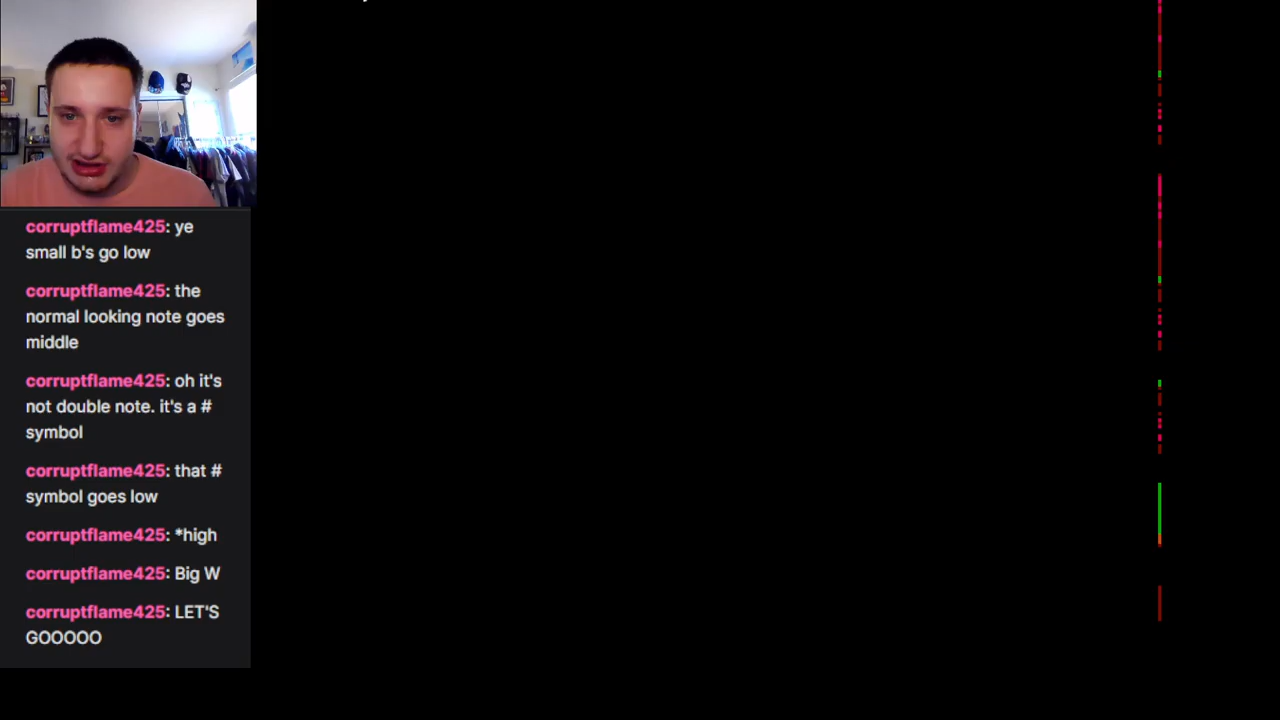 corruptflame425: ye
small b's go low
corruptflame425: the
normal looking note goes
middle
corruptflame425: oh it's
not double note. it's a #
symbol
corruptflame425: that #
symbol goes low
corruptflame425: *high
corruptflame425: Big W
corruptflame425: LET'S
GOOOOO